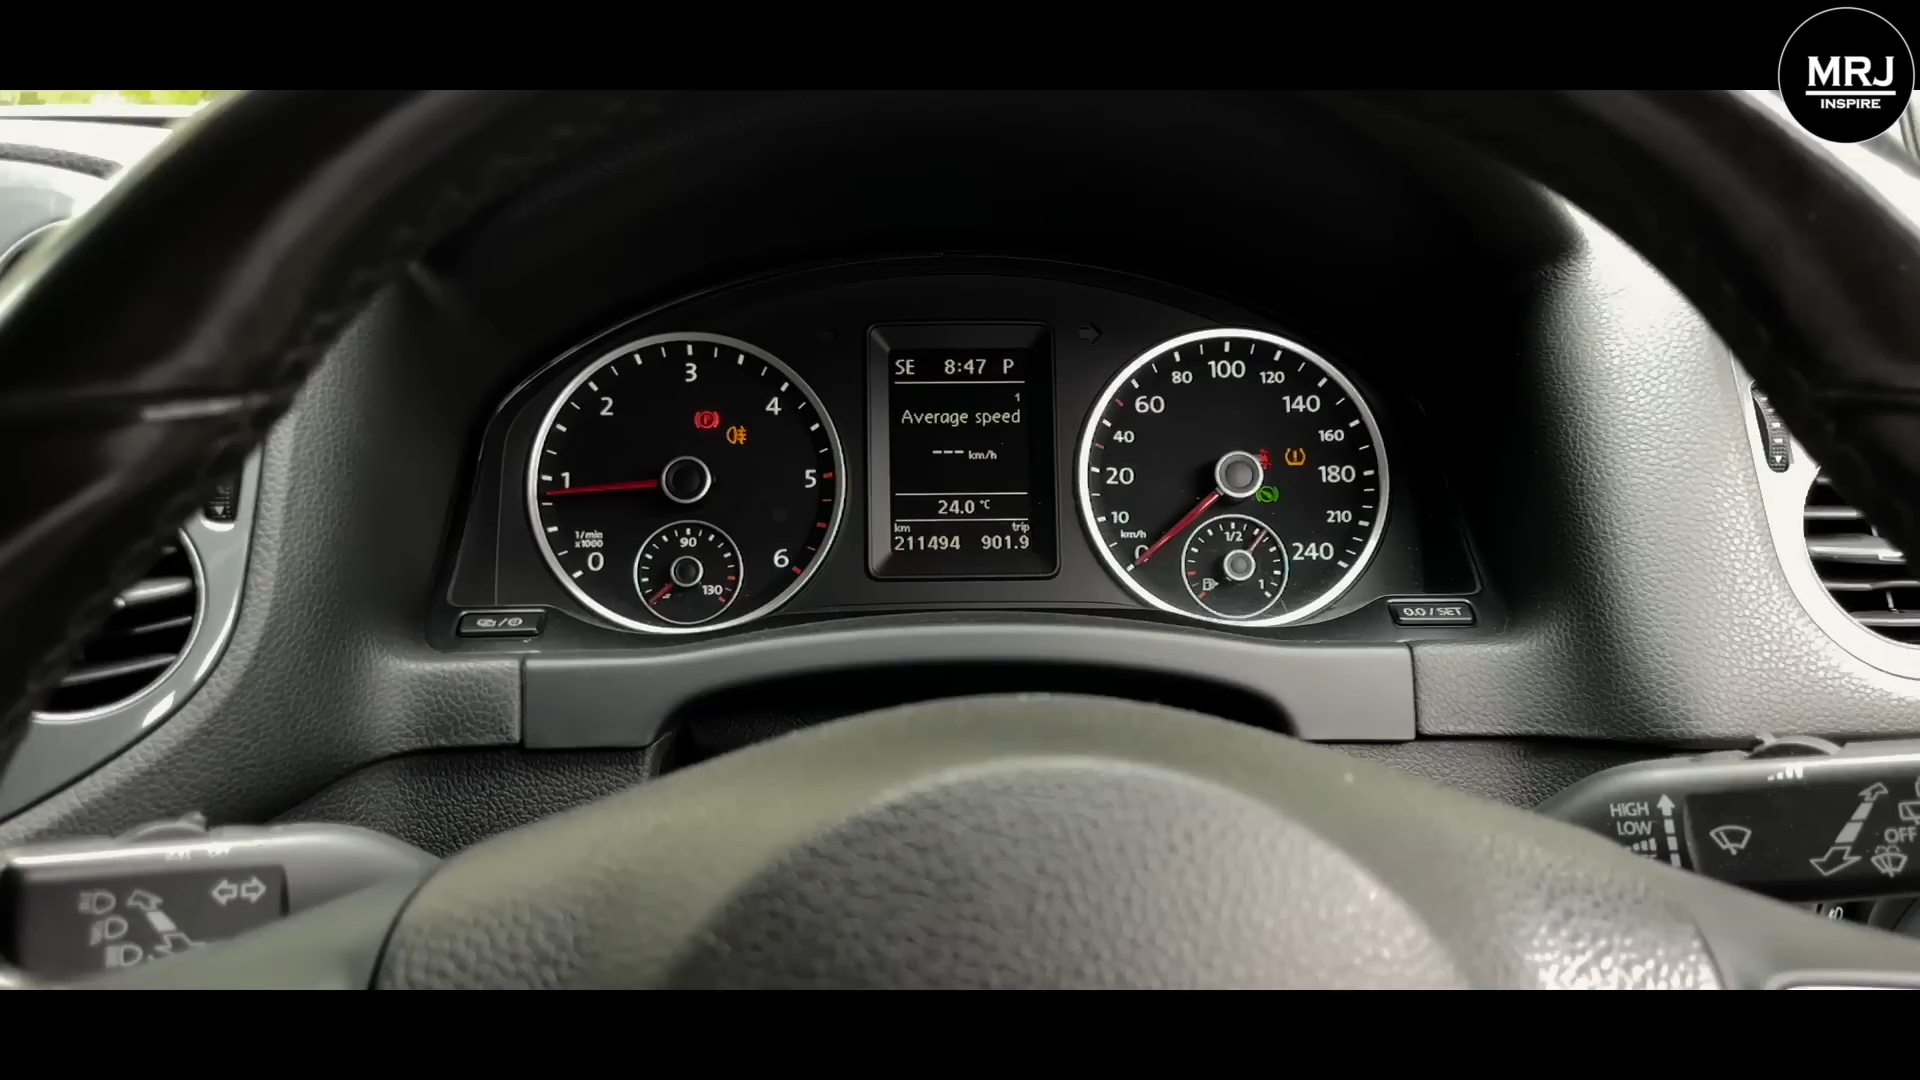 MRJ
INSPIRE
0
1
2
3
4
5
6
1/min
x1000
90
130
SE 8:47 P
1
Average speed
--- km/h
24.0 °C
km trip
211494 901.9
0
10
20
40
60
80
100
120
140
160
180
210
240
km/h
1/2
1
0.0 / SET
HIGH
LOW
OFF